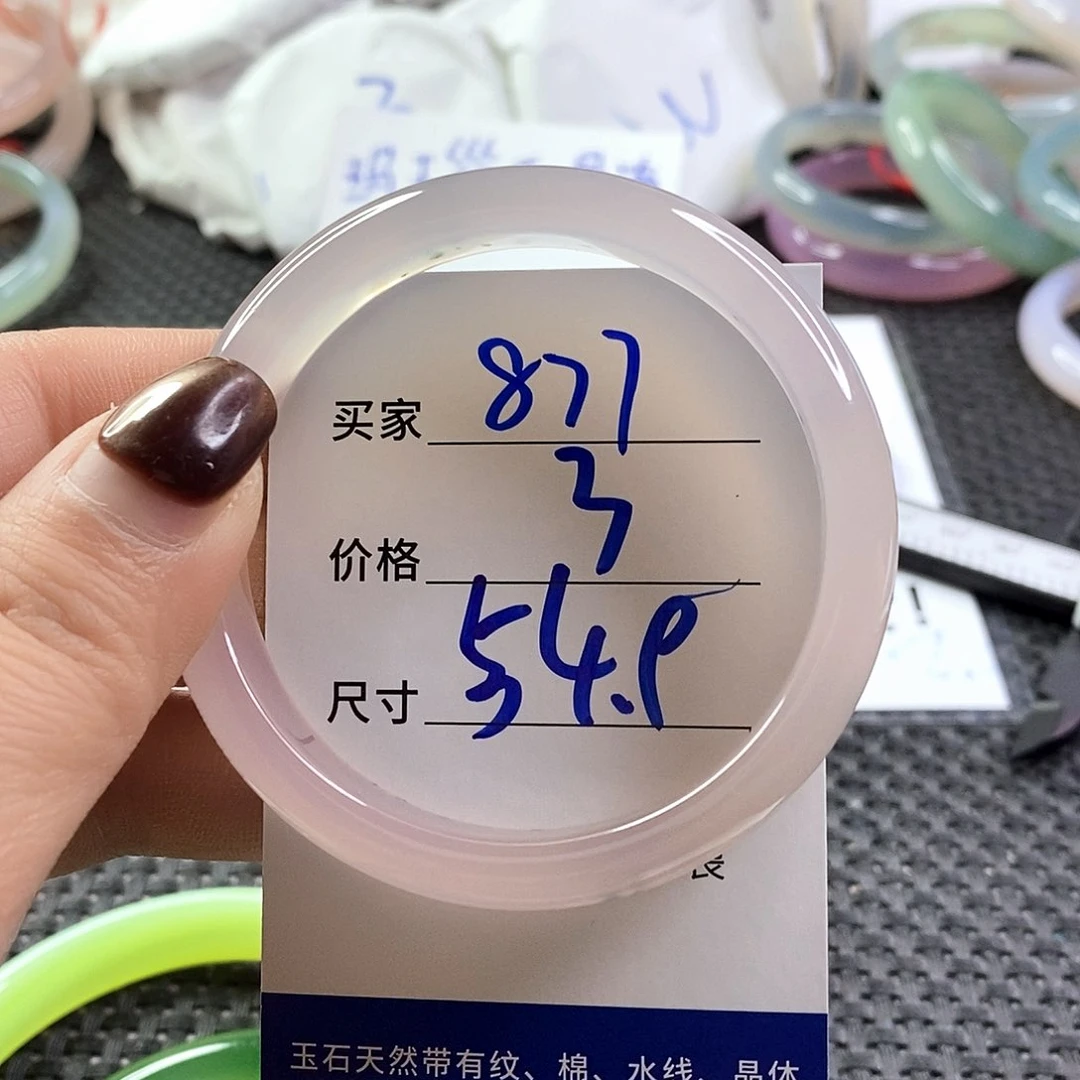 买家 877
价格 3
尺寸 54.9
玉石天然带有纹、棉、水线、晶体